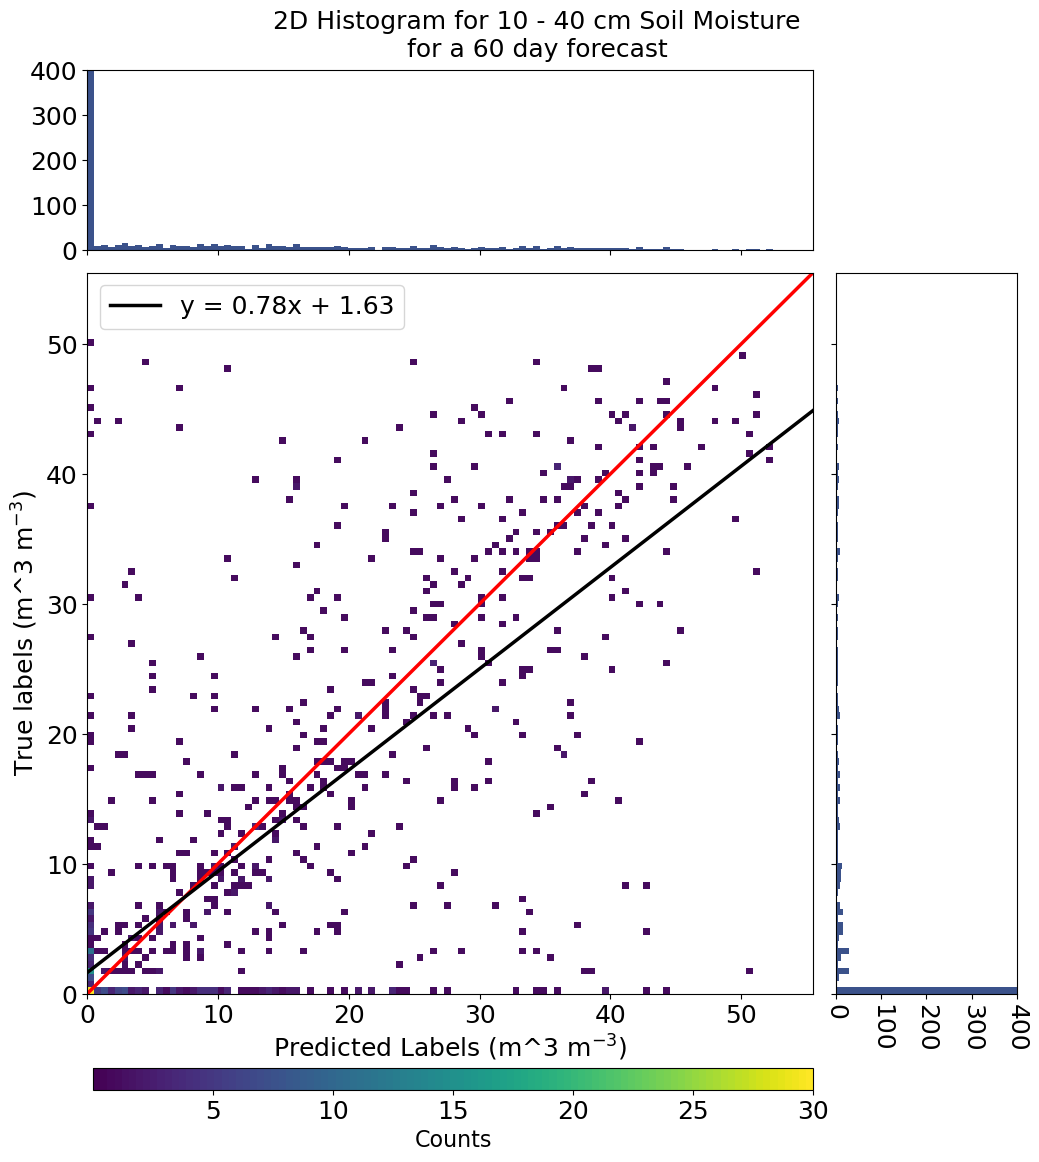 2D Histogram for 10 - 40 cm Soil Moisture
for a 60 day forecast
400
300
200
100
0
y = 0.78x + 1.63
50
40
30
20
10
0
True labels (m^3 m⁻³)
0 10 20 30 40 50
Predicted Labels (m^3 m⁻³)
0 100 200 300 400
5 10 15 20 25 30
Counts